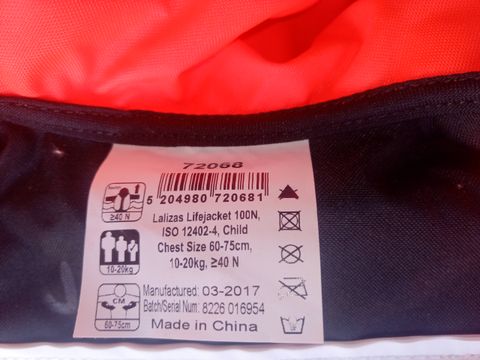 72068
5 204980 720681
≥40 N
Lalizas Lifejacket 100N,
ISO 12402-4, Child
Chest Size 60-75cm,
10-20kg, ≥40 N
10-20kg
CM
60-75cm
Manufactured: 03-2017
Batch/Serial Num: 8226 016954
Made in China